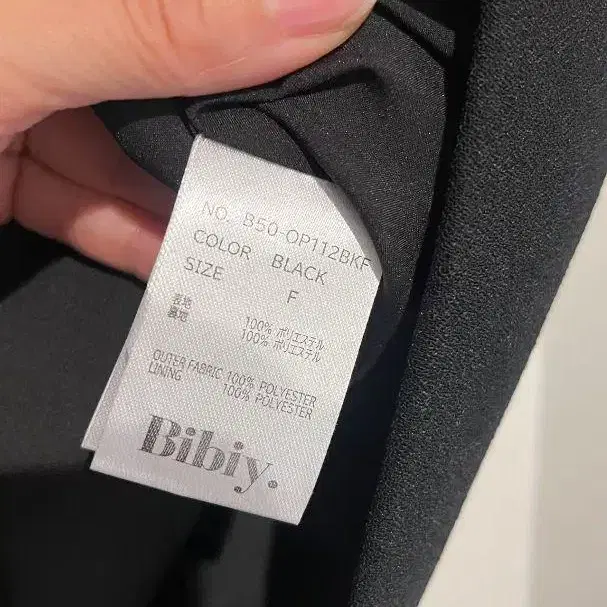 NO. B50-OP112BKF
COLOR BLACK
SIZE F
表地 100% ポリエステル
裏地 100% ポリエステル
OUTER FABRIC 100% POLYESTER
LINING 100% POLYESTER
Bibiy.